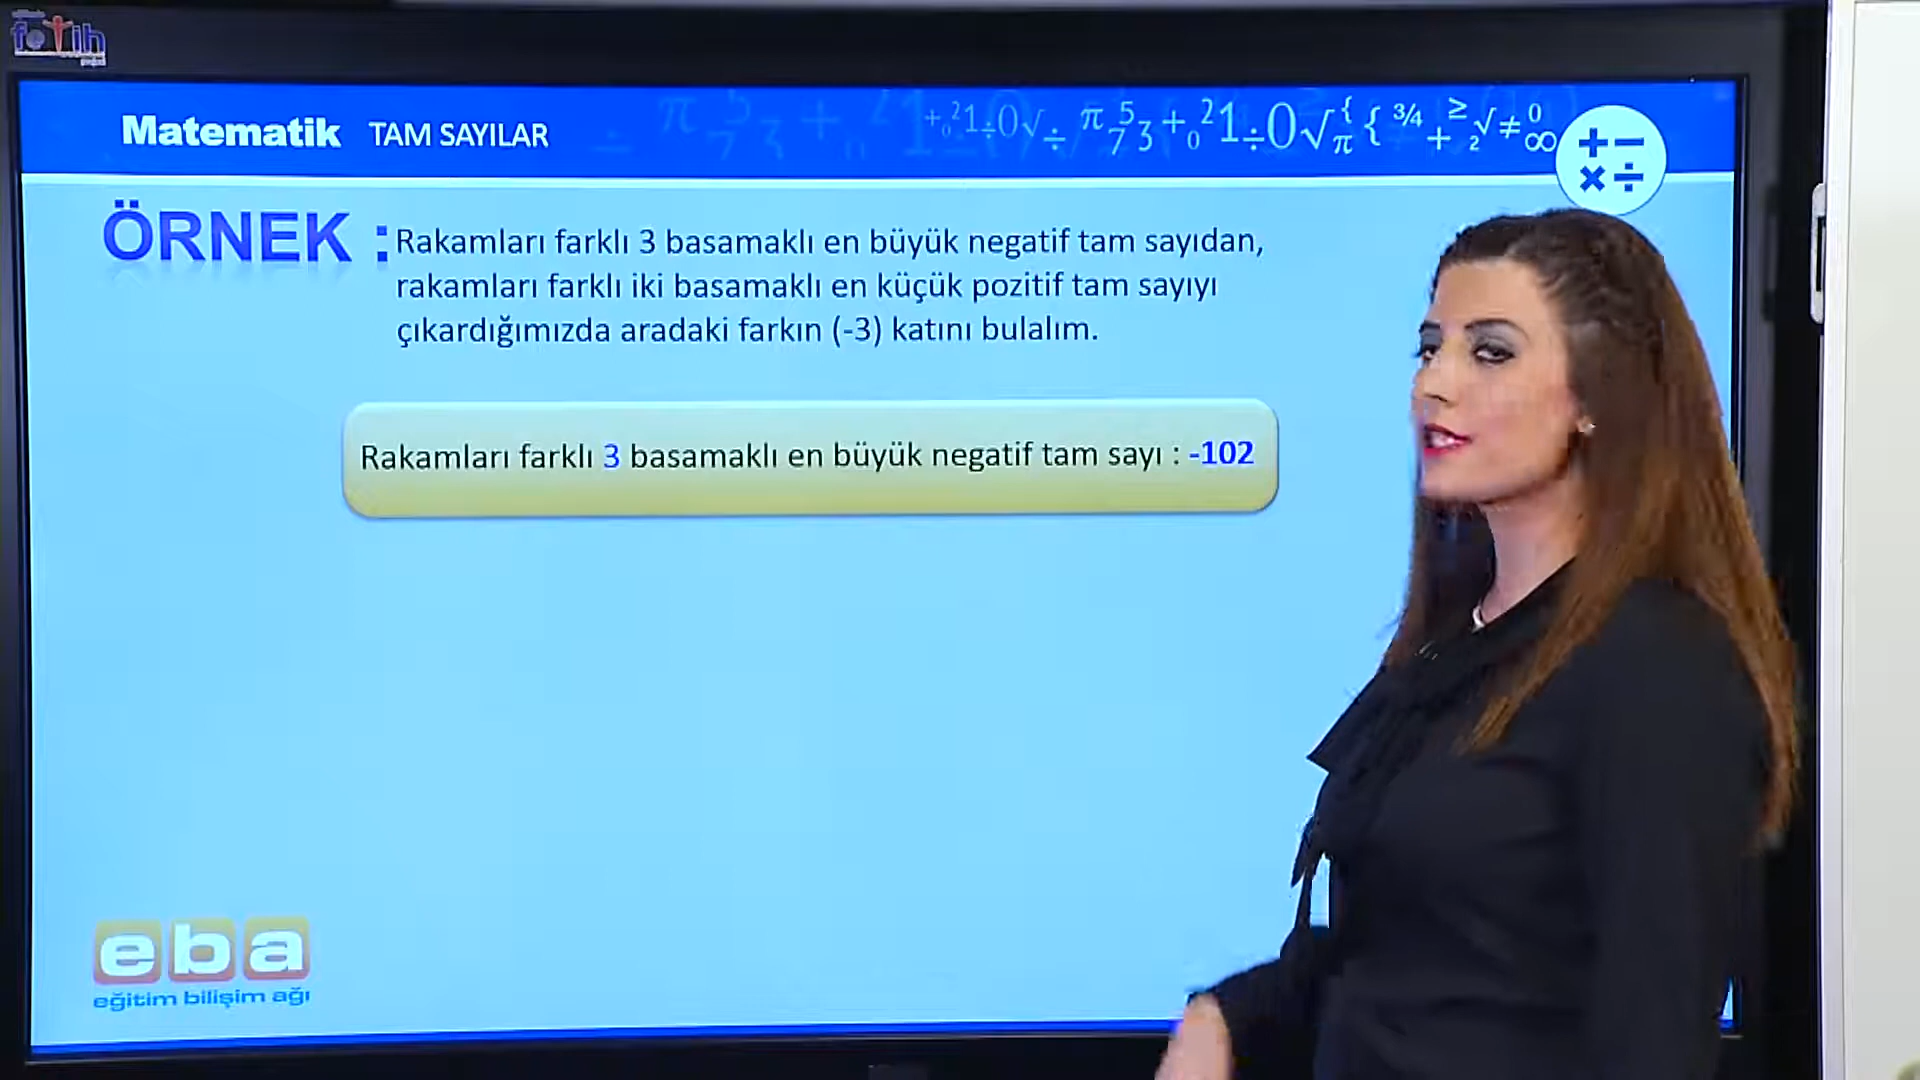 fatih
Matematik TAM SAYILAR
ÖRNEK : Rakamları farklı 3 basamaklı en büyük negatif tam sayıdan,
rakamları farklı iki basamaklı en küçük pozitif tam sayıyı
çıkardığımızda aradaki farkın (-3) katını bulalım.
Rakamları farklı 3 basamaklı en büyük negatif tam sayı : -102
eba
eğitim bilişim ağı